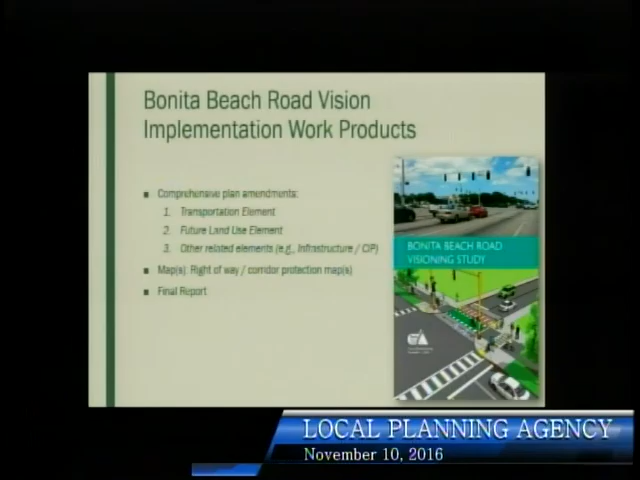 Bonita Beach Road Vision
Implementation Work Products
Comprehensive plan amendments:
1. Transportation Element
2. Future Land Use Element
3. Other related elements (e.g., Infrastructure / CIP)
Map(s): Right of way / corridor protection map(s)
Final Report
BONITA BEACH ROAD
VISIONING STUDY
LOCAL PLANNING AGENCY
November 10, 2016